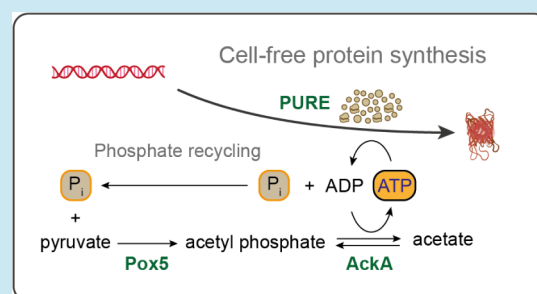 Cell-free protein synthesis
PURE
Phosphate recycling
Pi
Pi + ADP ATP
+
pyruvate acetyl phosphate acetate
Pox5 AckA